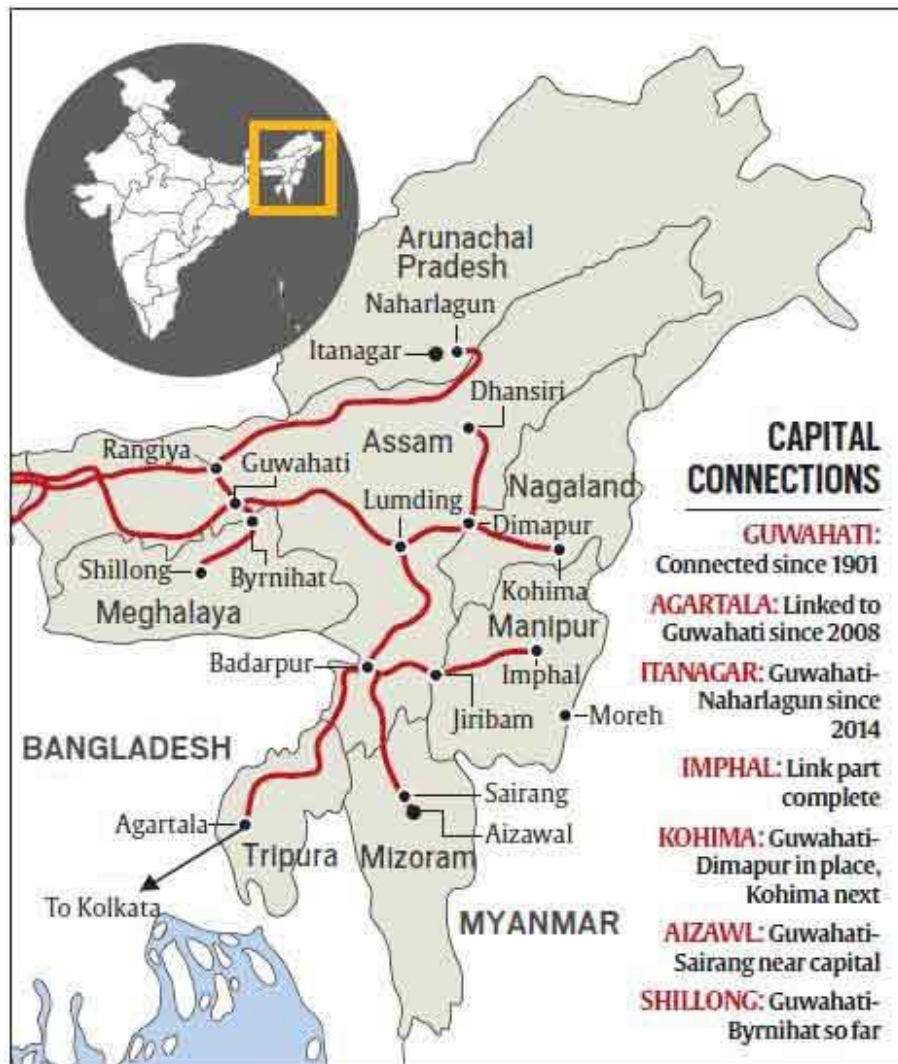 Arunachal
Pradesh
Naharlagun
Itanagar
Dhansiri
Rangiya
Guwahati
Assam
Nagaland
Lumding
Dimapur
Shillong
Byrnihat
Kohima
Meghalaya
Manipur
Badarpur
Imphal
Jiribam
Moreh
BANGLADESH
Sairang
Agartala
Aizawal
Tripura
Mizoram
To Kolkata
MYANMAR
CAPITAL
CONNECTIONS
GUWAHATI:
Connected since 1901
AGARTALA: Linked to
Guwahati since 2008
ITANAGAR: Guwahati-
Naharlagun since
2014
IMPHAL: Link part
complete
KOHIMA: Guwahati-
Dimapur in place,
Kohima next
AIZAWL: Guwahati-
Sairang near capital
SHILLONG: Guwahati-
Byrnihat so far